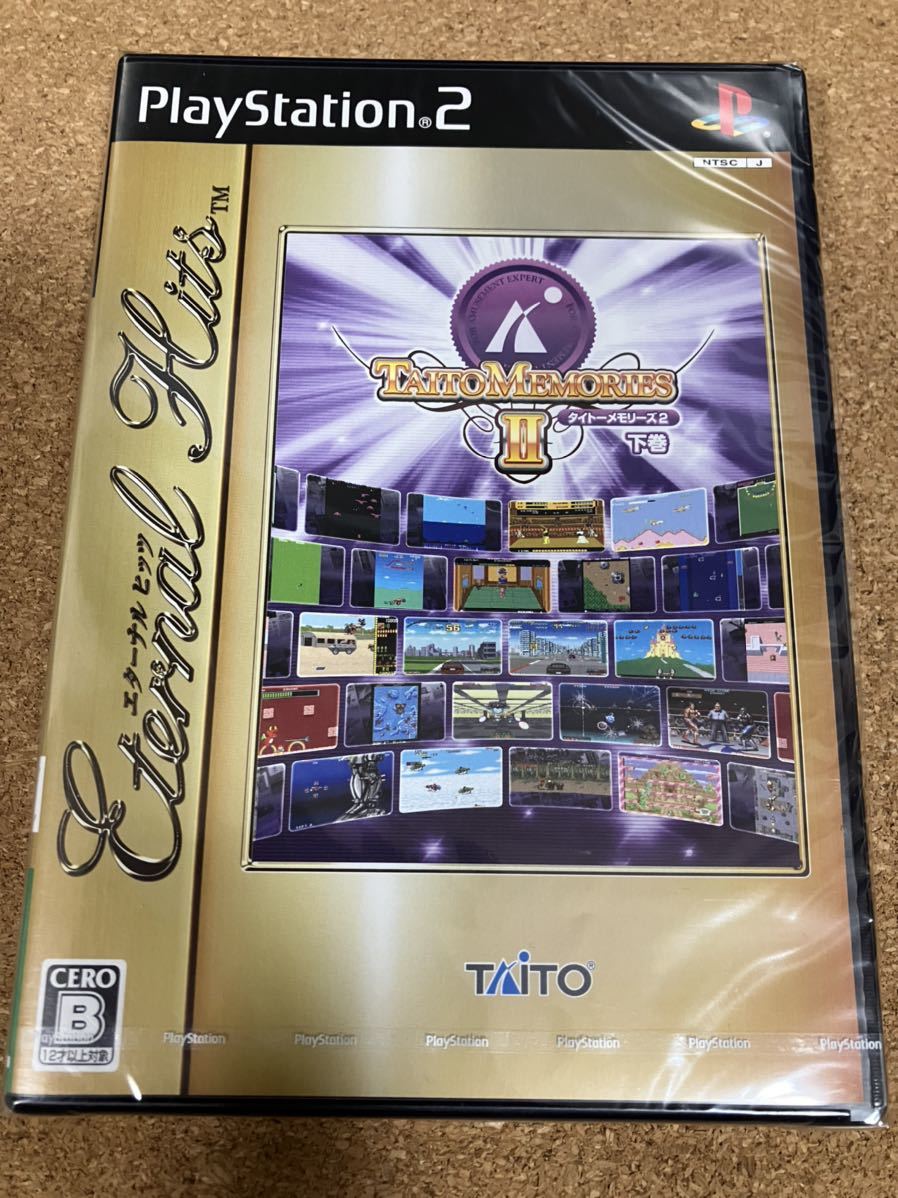 PlayStation®2
NTSC J
Eternal Hits™
エターナル ヒッツ
AMUSEMENT EXPERT
TAITO MEMORIES
II
タイトーメモリーズ2
下巻
TAITO®
CERO
B
12才以上対象
PlayStation PlayStation PlayStation PlayStation PlayStation PlayStation